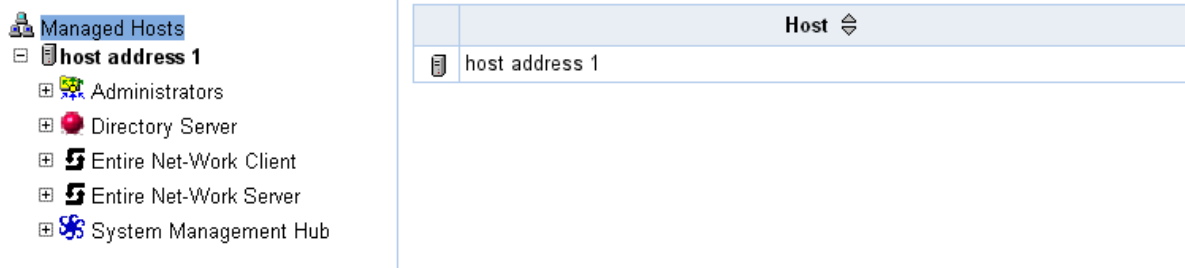 Managed Hosts
host address 1
Administrators
Directory Server
Entire Net-Work Client
Entire Net-Work Server
System Management Hub
Host
host address 1